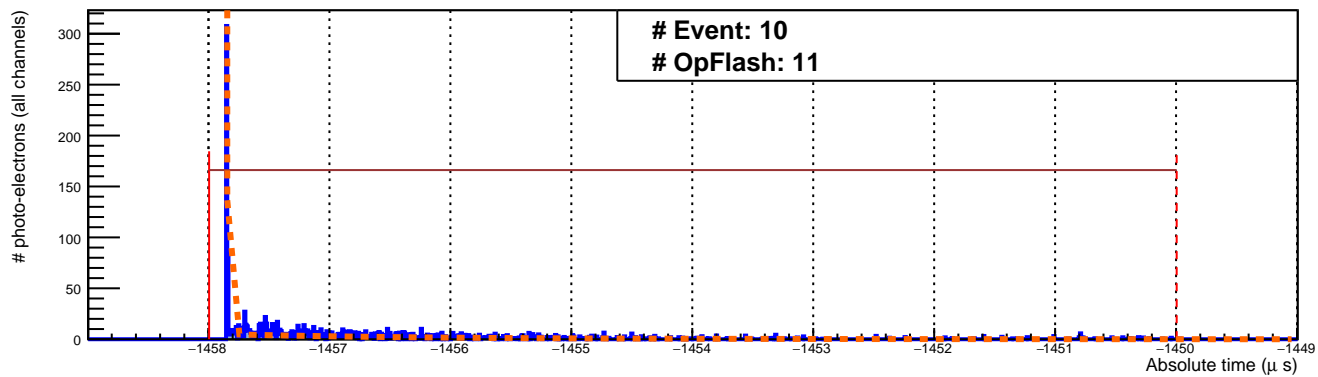 # Event: 10
# OpFlash: 11
# photo-electrons (all channels)
300
250
200
150
100
50
0
−1458 −1457 −1456 −1455 −1454 −1453 −1452 −1451 −1450 −1449
Absolute time (μ s)